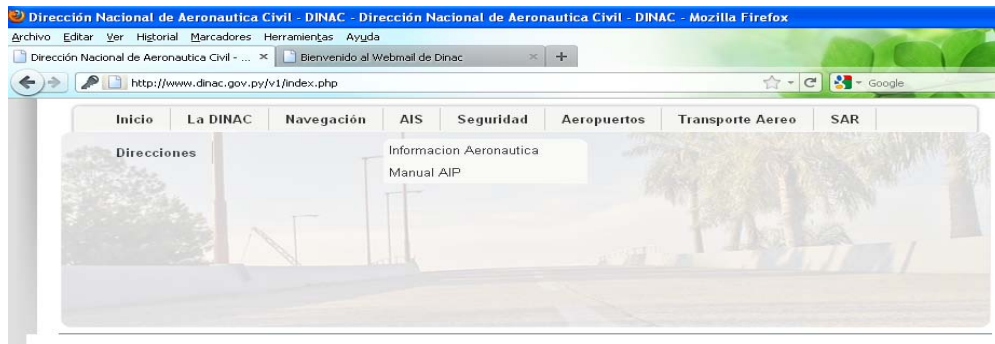 Dirección Nacional de Aeronautica Civil - DINAC - Dirección Nacional de Aeronautica Civil - DINAC - Mozilla Firefox
Archivo Editar Ver Historial Marcadores Herramientas Ayuda
Dirección Nacional de Aeronautica Civil - ... × Bienvenido al Webmail de Dinac × +
http://www.dinac.gov.py/v1/index.php Google
Inicio La DINAC Navegación AIS Seguridad Aeropuertos Transporte Aereo SAR
Direcciones Informacion Aeronautica
Manual AIP